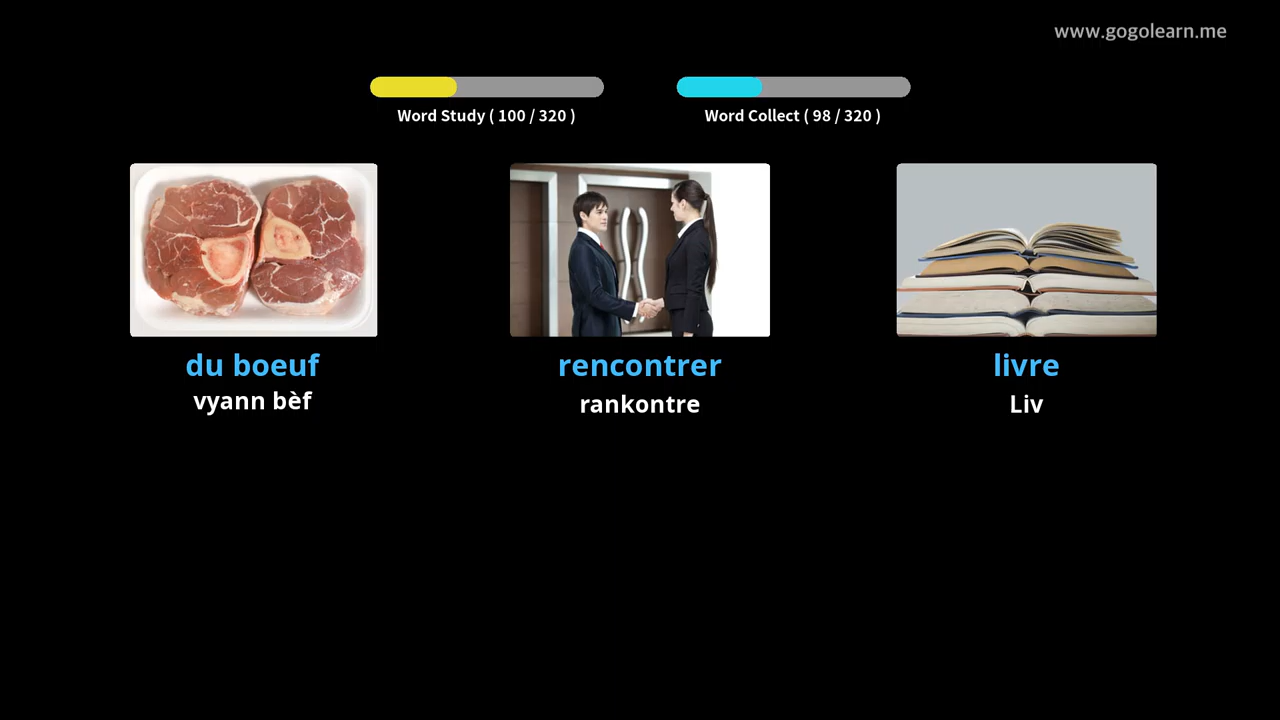 www.gogolearn.me
Word Study ( 100 / 320 )
Word Collect ( 98 / 320 )
du boeuf
vyann bèf
rencontrer
rankontre
livre
Liv